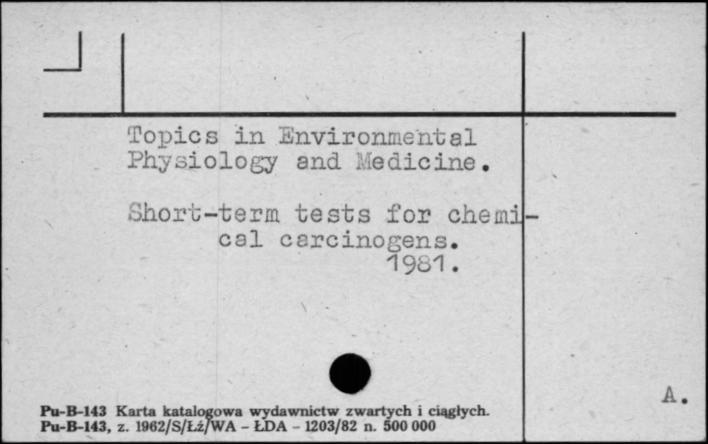 Topics in Environmental
Physiology and Medicine.
Short-term tests for chemi-
cal carcinogens.
1981.
A.
Pu-B-143 Karta katalogowa wydawnictw zwartych i ciągłych.
Pu-B-143, z. 1962/S/Łź/WA - ŁDA - 1203/82 n. 500 000